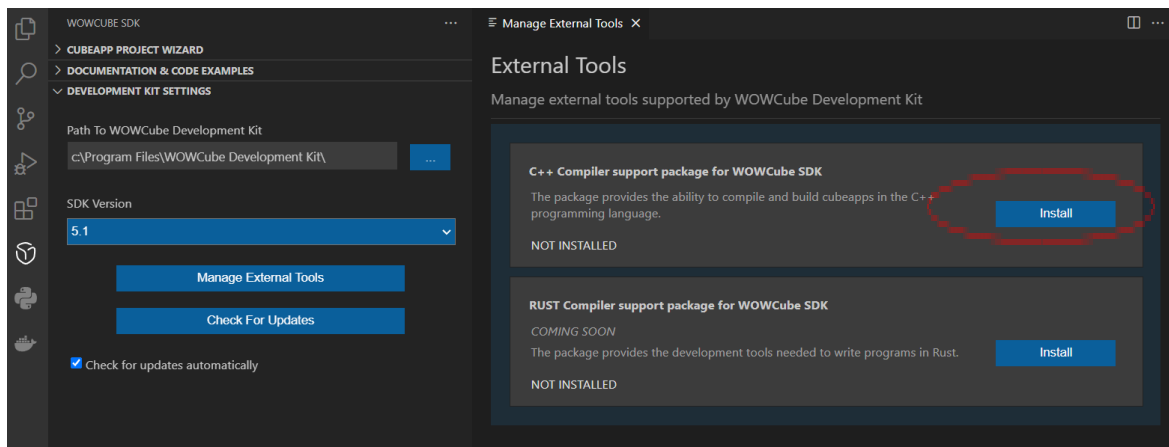 WOWCUBE SDK
...
CUBEAPP PROJECT WIZARD
DOCUMENTATION & CODE EXAMPLES
DEVELOPMENT KIT SETTINGS
Path To WOWCube Development Kit
c:\Program Files\WOWCube Development Kit\
...
SDK Version
5.1
Manage External Tools
Check For Updates
Check for updates automatically
Manage External Tools
...
External Tools
Manage external tools supported by WOWCube Development Kit
C++ Compiler support package for WOWCube SDK
The package provides the ability to compile and build cubeapps in the C++
programming language.
Install
NOT INSTALLED
RUST Compiler support package for WOWCube SDK
COMING SOON
The package provides the development tools needed to write programs in Rust.
Install
NOT INSTALLED